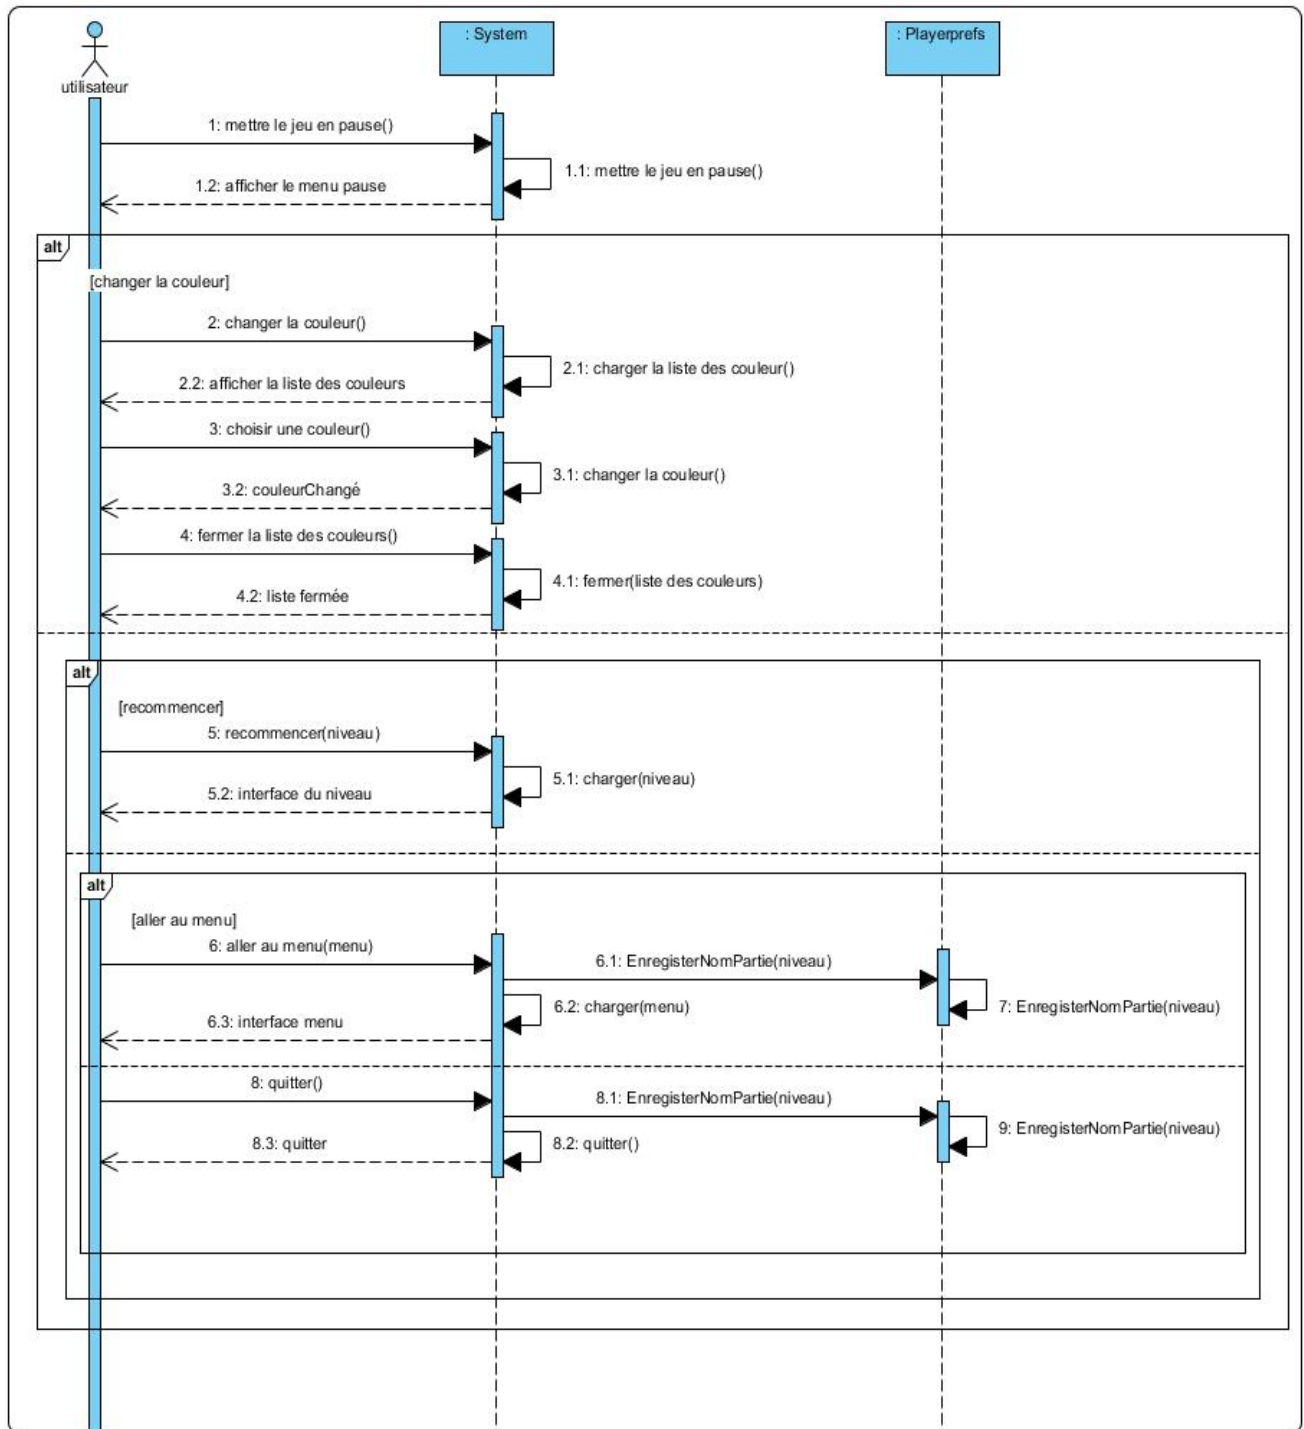 : System
: Playerprefs
utilisateur
1: mettre le jeu en pause()
1.1: mettre le jeu en pause()
1.2: afficher le menu pause
alt
[changer la couleur]
2: changer la couleur()
2.1: charger la liste des couleur()
2.2: afficher la liste des couleurs
3: choisir une couleur()
3.1: changer la couleur()
3.2: couleurChangé
4: fermer la liste des couleurs()
4.1: fermer(liste des couleurs)
4.2: liste fermée
alt
[recommencer]
5: recommencer(niveau)
5.1: charger(niveau)
5.2: interface du niveau
alt
[aller au menu]
6: aller au menu(menu)
6.1: EnregisterNomPartie(niveau)
6.2: charger(menu)
7: EnregisterNomPartie(niveau)
6.3: interface menu
8: quitter()
8.1: EnregisterNomPartie(niveau)
9: EnregisterNomPartie(niveau)
8.3: quitter
8.2: quitter()